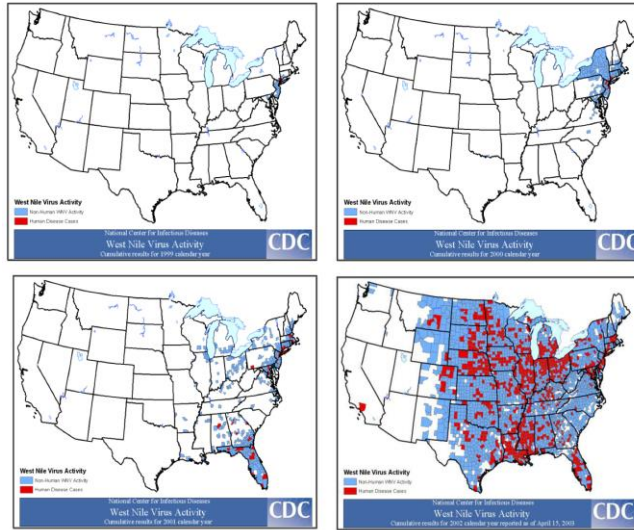 West Nile Virus Activity
Non-Human WNV Activity
Human Disease Cases
National Center for Infectious Diseases
West Nile Virus Activity
Cumulative results for 1999 calendar year
CDC
West Nile Virus Activity
Non-Human WNV Activity
Human Disease Cases
National Center for Infectious Diseases
West Nile Virus Activity
Cumulative results for 2000 calendar year
CDC
West Nile Virus Activity
Non-Human WNV Activity
Human Disease Cases
National Center for Infectious Diseases
West Nile Virus Activity
Cumulative results for 2001 calendar year
CDC
West Nile Virus Activity
Non-Human WNV Activity
Human Disease Cases
National Center for Infectious Diseases
West Nile Virus Activity
Cumulative results for 2002 calendar year reported as of April 15, 2003
CDC